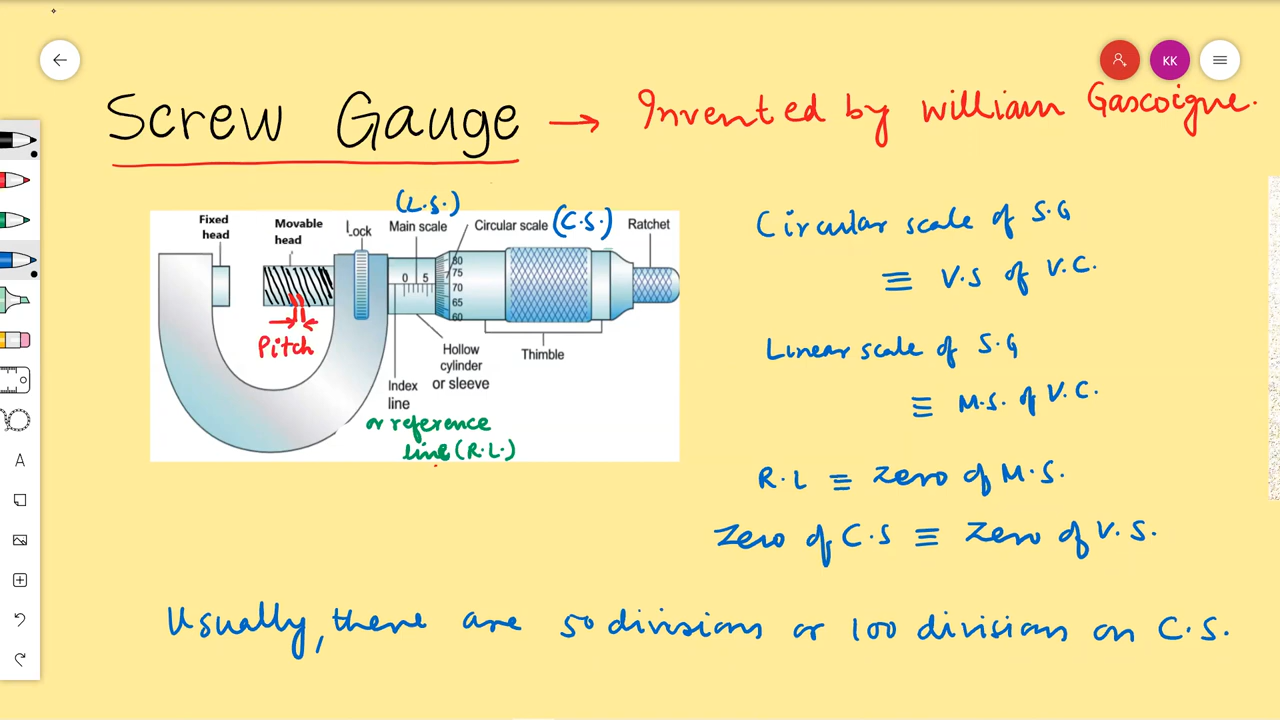 KK
Screw Gauge → Invented by William Gascoigne.
(L.S.)
(C.S.)
Fixed head
Movable head
Lock
Main scale
Circular scale
Ratchet
0 5
80
75
70
65
60
Pitch
Hollow cylinder or sleeve
Thimble
Index line
or reference
line (R.L.)
Circular scale of S.G
≡ V.S of V.C.
Linear scale of S.G
≡ M.S. of V.C.
R.L ≡ Zero of M.S.
Zero of C.S ≡ Zero of V.S.
Usually, there are 50 divisions or 100 divisions on C.S.
A